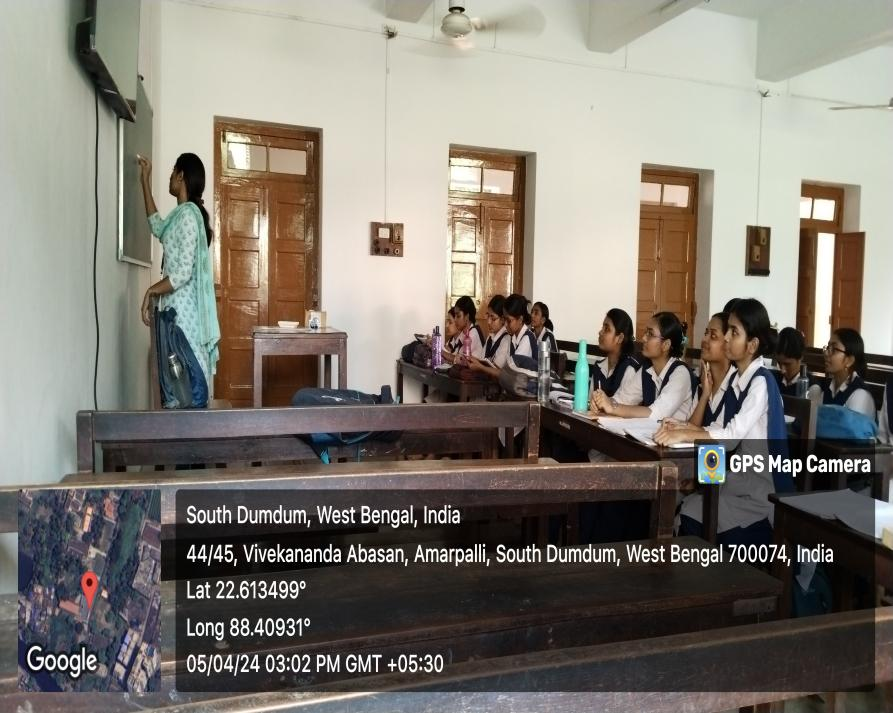 GPS Map Camera
South Dumdum, West Bengal, India
44/45, Vivekananda Abasan, Amarpalli, South Dumdum, West Bengal 700074, India
Lat 22.613499°
Long 88.40931°
05/04/24 03:02 PM GMT +05:30
Google